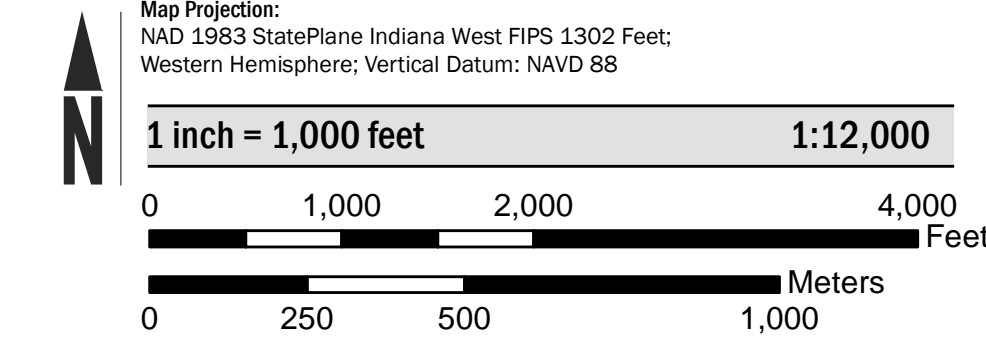 Map Projection:
NAD 1983 StatePlane Indiana West FIPS 1302 Feet;
Western Hemisphere; Vertical Datum: NAVD 88
N
1 inch = 1,000 feet 1:12,000
0 1,000 2,000 4,000
Feet
Meters
0 250 500 1,000